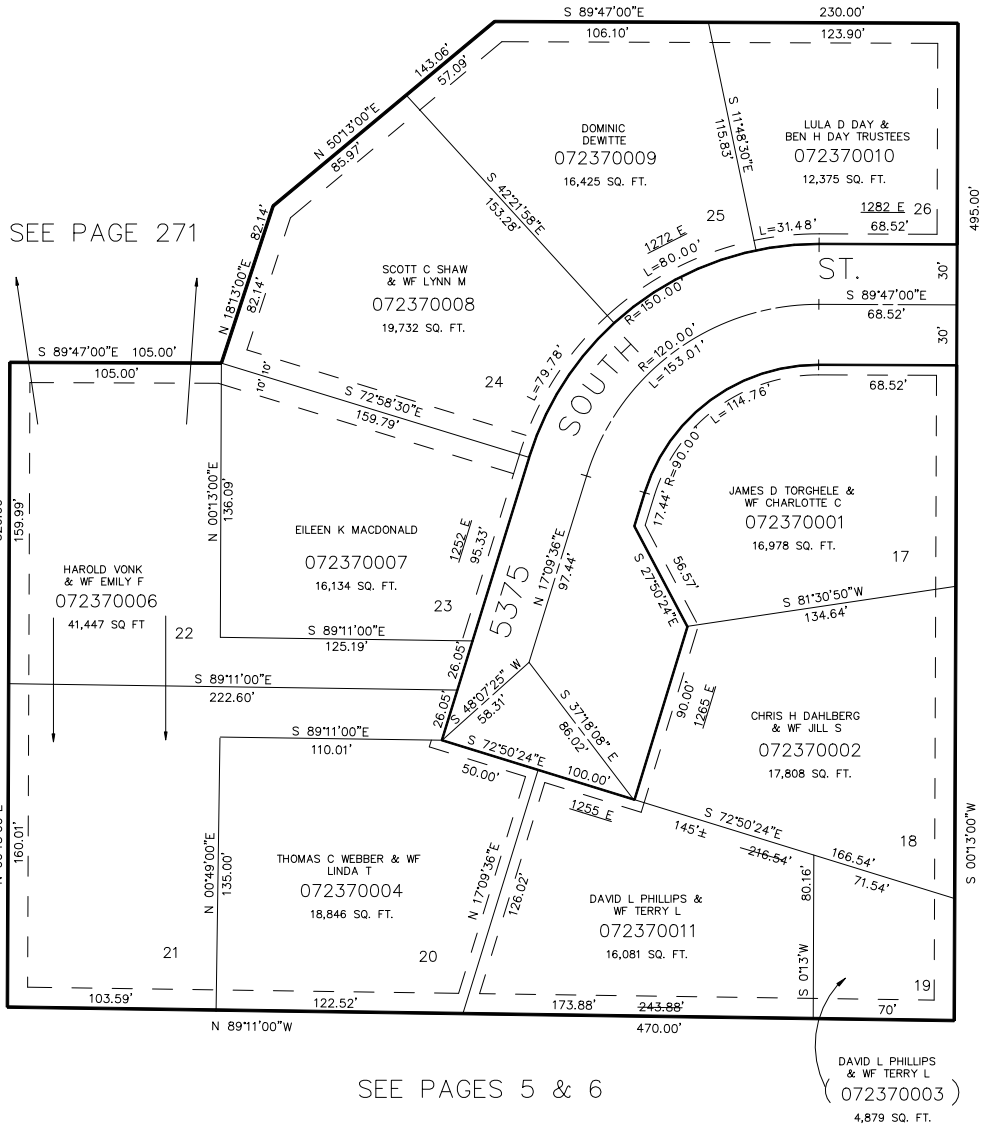 S 89°47'00"E
230.00'
106.10'
123.90'
143.06'
57.09'
N 50°13'00"E
85.97'
S 11°48'30"E
115.83'
DOMINIC
DEWITTE
072370009
16,425 SQ. FT.
LULA D DAY &
BEN H DAY TRUSTEES
072370010
12,375 SQ. FT.
S 42°21'58"E
153.28'
25
1282 E
26
68.52'
495.00'
SEE PAGE 271
82.14'
N 18°13'00"E
82.14'
SCOTT C SHAW
& WF LYNN M
072370008
19,732 SQ. FT.
1272 E
L=80.00'
L=31.48'
R=150.00'
ST.
30'
S 89°47'00"E
68.52'
30'
S 89°47'00"E 105.00'
105.00'
10' 10'
24
L=79.78'
SOUTH
R=120.00'
L=153.01'
68.52'
S 72°58'30"E
159.79'
L=114.76'
R=90.00'
17.44'
159.99'
N 00°13'00"E
136.09'
EILEEN K MACDONALD
072370007
16,134 SQ. FT.
1252 E
95.33'
JAMES D TORGHELE &
WF CHARLOTTE C
072370001
16,978 SQ. FT.
17
HAROLD VONK
& WF EMILY F
072370006
41,447 SQ FT
22
23
5375
N 17°09'36"E
97.44'
56.57'
S 27°50'24"E
S 81°30'50"W
134.64'
S 89°11'00"E
125.19'
26.05'
S 89°11'00"E
222.60'
26.05'
S 48°07'25" W
58.31'
S 37°18'08" E
86.02'
90.00'
1265 E
CHRIS H DAHLBERG
& WF JILL S
072370002
17,808 SQ. FT.
S 89°11'00"E
110.01'
S 72°50'24"E
50.00'
100.00'
1255 E
S 72°50'24"E
145'±
216.54'
166.54'
71.54'
18
S 00°13'00"W
160.01'
N 00°49'00"E
135.00'
THOMAS C WEBBER & WF
LINDA T
072370004
18,846 SQ. FT.
N 17°09'36"E
126.02'
DAVID L PHILLIPS &
WF TERRY L
072370011
16,081 SQ. FT.
80.16'
S 0°13'W
21
20
19
103.59'
122.52'
173.88'
243.88'
70'
N 89°11'00"W
470.00'
SEE PAGES 5 & 6
DAVID L PHILLIPS
& WF TERRY L
(072370003)
4,879 SQ. FT.